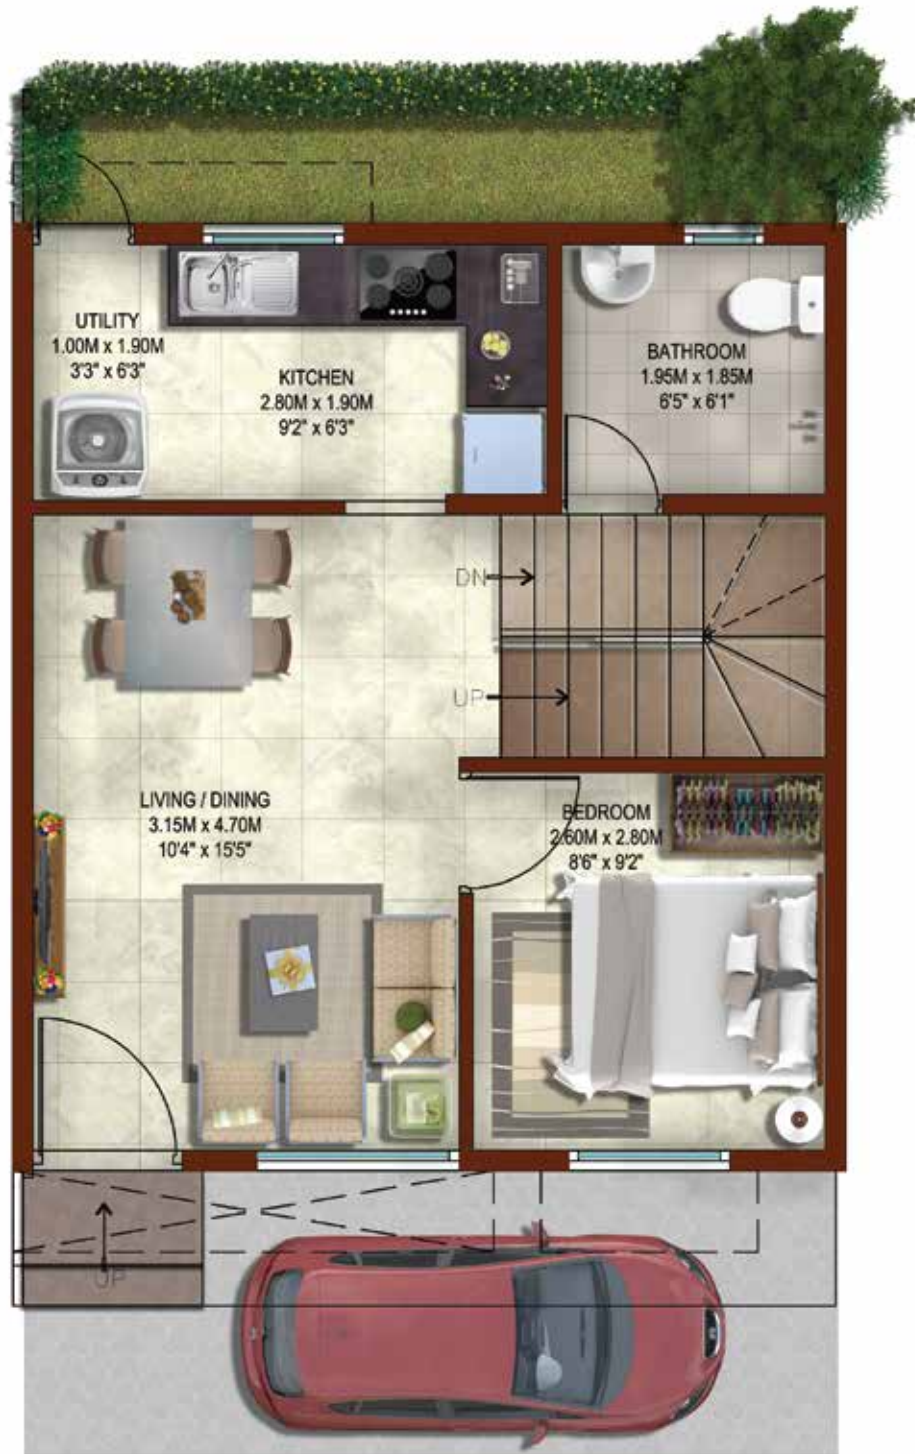 UTILITY
1.00M x 1.90M
3'3" x 6'3"
KITCHEN
2.80M x 1.90M
9'2" x 6'3"
BATHROOM
1.95M x 1.85M
6'5" x 6'1"
DN
UP
LIVING / DINING
3.15M x 4.70M
10'4" x 15'5"
BEDROOM
2.60M x 2.80M
8'6" x 9'2"
UP